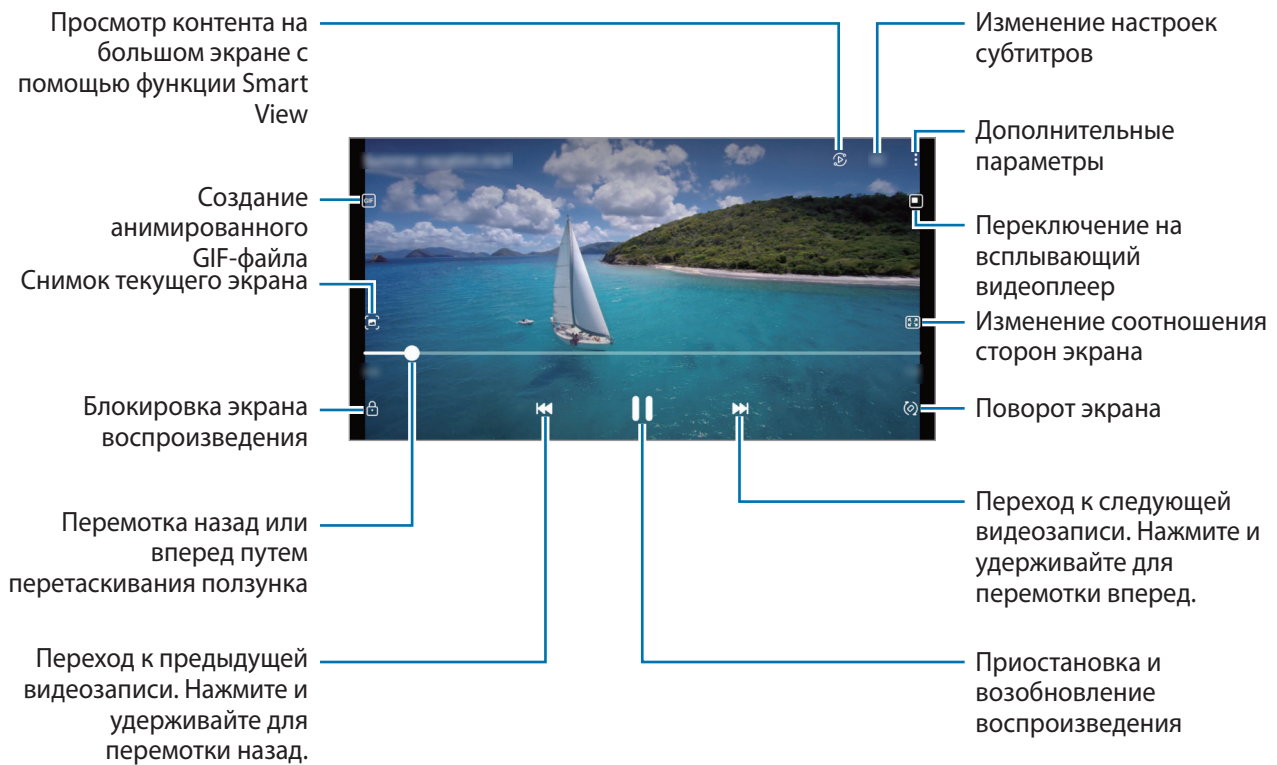 Просмотр контента на
большом экране с
помощью функции Smart
View
Создание
анимированного
GIF-файла
Снимок текущего экрана
Блокировка экрана
воспроизведения
Перемотка назад или
вперед путем
перетаскивания ползунка
Переход к предыдущей
видеозаписи. Нажмите и
удерживайте для
перемотки назад.
GIF
Изменение настроек
субтитров
Дополнительные
параметры
Переключение на
всплывающий
видеоплеер
Изменение соотношения
сторон экрана
Поворот экрана
Переход к следующей
видеозаписи. Нажмите и
удерживайте для
перемотки вперед.
Приостановка и
возобновление
воспроизведения